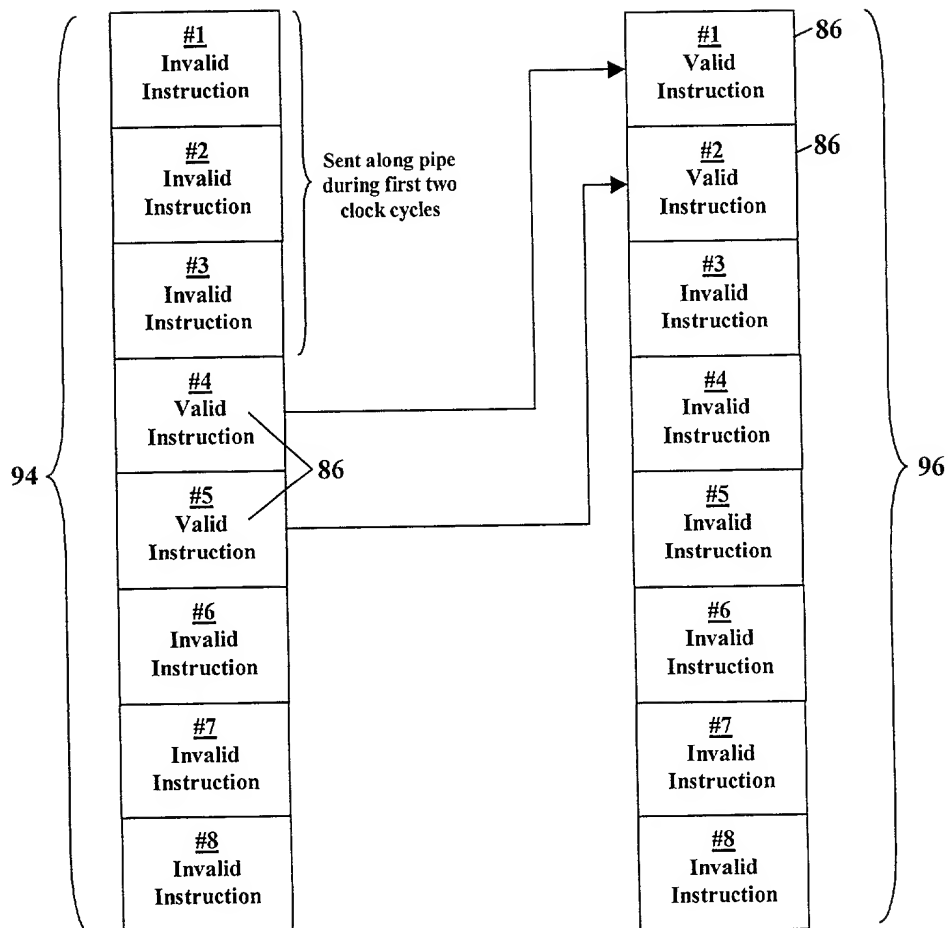 #1
Invalid
Instruction
#2
Invalid
Instruction
#3
Invalid
Instruction
#4
Valid
Instruction
#5
Valid
Instruction
#6
Invalid
Instruction
#7
Invalid
Instruction
#8
Invalid
Instruction
94
Sent along pipe
during first two
clock cycles
86
#1
Valid
Instruction
#2
Valid
Instruction
#3
Invalid
Instruction
#4
Invalid
Instruction
#5
Invalid
Instruction
#6
Invalid
Instruction
#7
Invalid
Instruction
#8
Invalid
Instruction
86
86
96